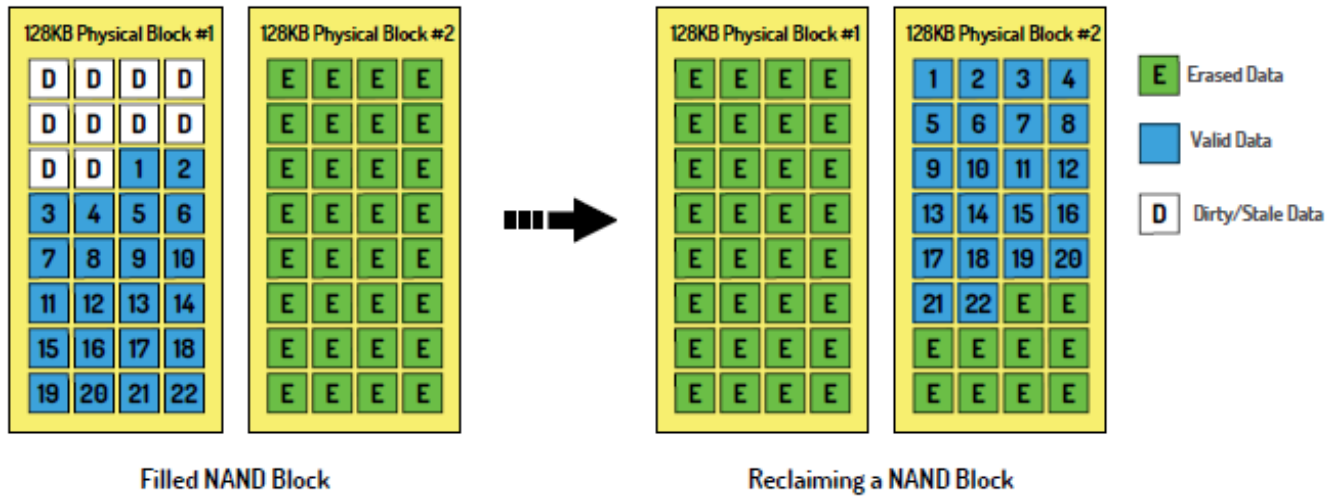 128KB Physical Block #1
D D D D
D D D D
D D 1 2
3 4 5 6
7 8 9 10
11 12 13 14
15 16 17 18
19 20 21 22
128KB Physical Block #2
E E E E
E E E E
E E E E
E E E E
E E E E
E E E E
E E E E
E E E E
Filled NAND Block
128KB Physical Block #1
E E E E
E E E E
E E E E
E E E E
E E E E
E E E E
E E E E
E E E E
128KB Physical Block #2
1 2 3 4
5 6 7 8
9 10 11 12
13 14 15 16
17 18 19 20
21 22 E E
E E E E
E E E E
Reclaiming a NAND Block
E Erased Data
Valid Data
D Dirty/Stale Data